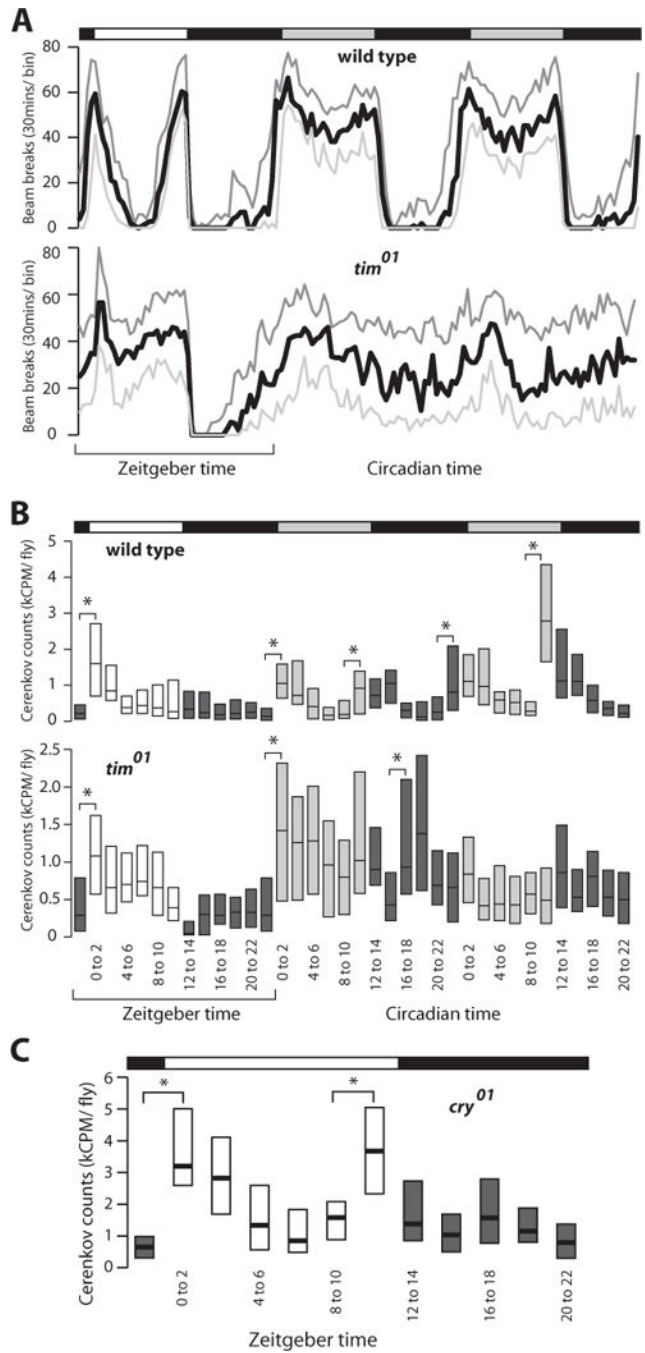 A
wild type
Beam breaks (30mins/ bin)
80
60
40
20
0
tim01
Beam breaks (30mins/ bin)
80
60
40
20
0
Zeitgeber time
Circadian time
B
wild type
Cerenkov counts (kCPM/ fly)
5
4
3
2
1
0
* * * * *
tim01
Cerenkov counts (kCPM/ fly)
2.5
2.0
1.5
1.0
0.5
0
* * *
0 to 2
4 to 6
8 to 10
12 to 14
16 to 18
20 to 22
0 to 2
4 to 6
8 to 10
12 to 14
16 to 18
20 to 22
0 to 2
4 to 6
8 to 10
12 to 14
16 to 18
20 to 22
Zeitgeber time
Circadian time
C
cry01
Cerenkov counts (kCPM/ fly)
6
5
4
3
2
1
0
* *
0 to 2
4 to 6
8 to 10
12 to 14
16 to 18
20 to 22
Zeitgeber time